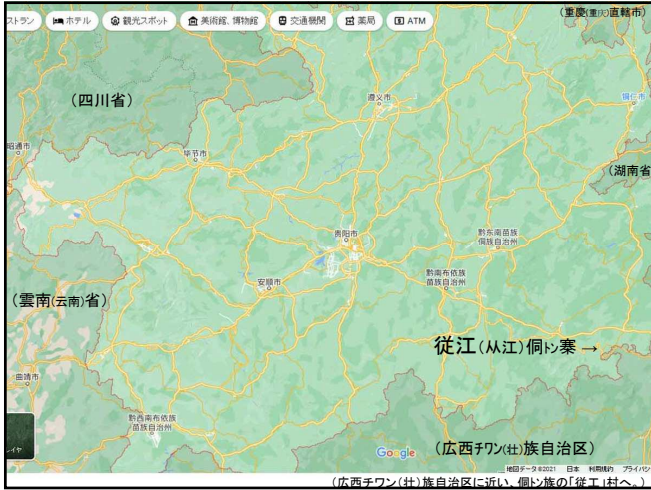 ストラン ホテル 観光スポット 美術館、博物館 交通機関 薬局 ATM
(重慶(重庆)直轄市)
(四川省)
遵义市
铜仁市
昭通市
毕节市
(湖南省
贵阳市
黔东南苗族
侗族自治州
安顺市
黔南布依族
苗族自治州
(雲南(云南)省)
従江(从江)侗トン寨 →
曲靖市
黔西南布依族
苗族自治州
レイヤ
Google
(広西チワン(壮)族自治区)
地図データ ©2021 日本 利用規約 プライバシ
(広西チワン(壮)族自治区に近い、侗トン族の「従工」村へ。)